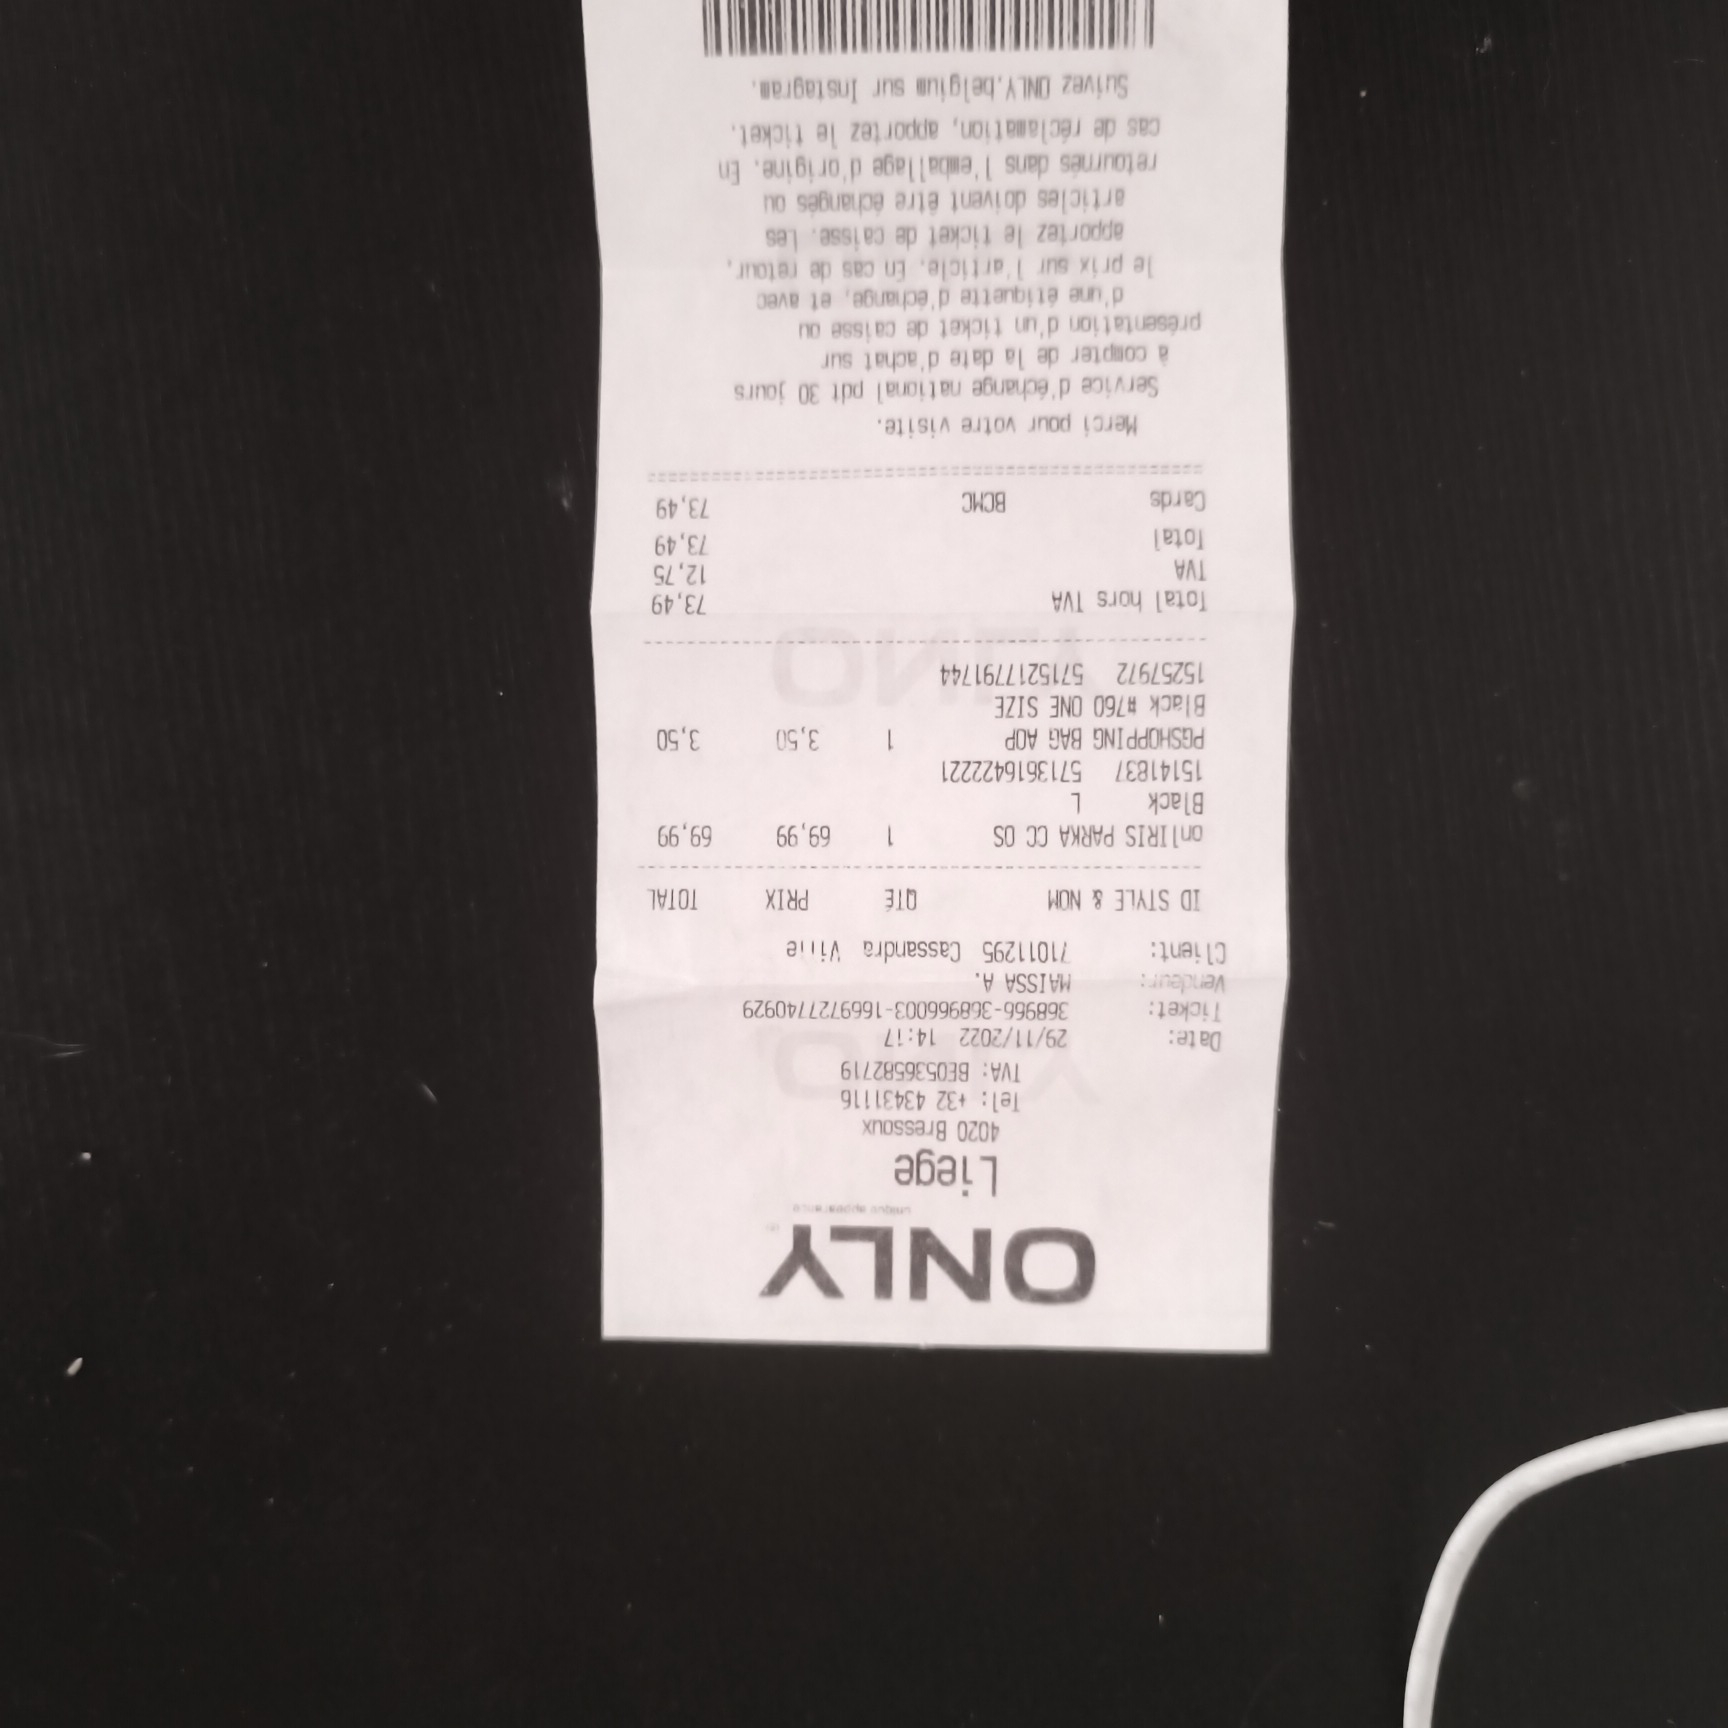 ONLY
unique appearance
Liege
4020 Bressoux
Tel: +32 43431116
TVA: BE0536582719
Date: 29/11/2022 14:17
Ticket: 368966-368966003-1669727740929
Vendeur: MAISSA A.
Client: 71011295 Cassandra
ID STYLE & NOM QTÉ PRIX TOTAL
onlIRIS PARKA CC OS 1 69,99 69,99
Black L
15141837 5713616422221
PGSHOPPING BAG AOP 1 3,50 3,50
Black #760 ONE SIZE
15257972 5715217791744
Total hors TVA 73,49
TVA 12,75
Total 73,49
Cards BCMC 73,49
Merci pour votre visite.
Service d'échange national pdt 30 jours
à compter de la date d'achat sur
présentation d'un ticket de caisse ou
d'une étiquette d'échange, et avec
le prix sur l'article. En cas de retour,
apportez le ticket de caisse. Les
articles doivent être échangés ou
retournés dans l'emballage d'origine. En
cas de réclamation, apportez le ticket.
Suivez ONLY.belgium sur Instagram.